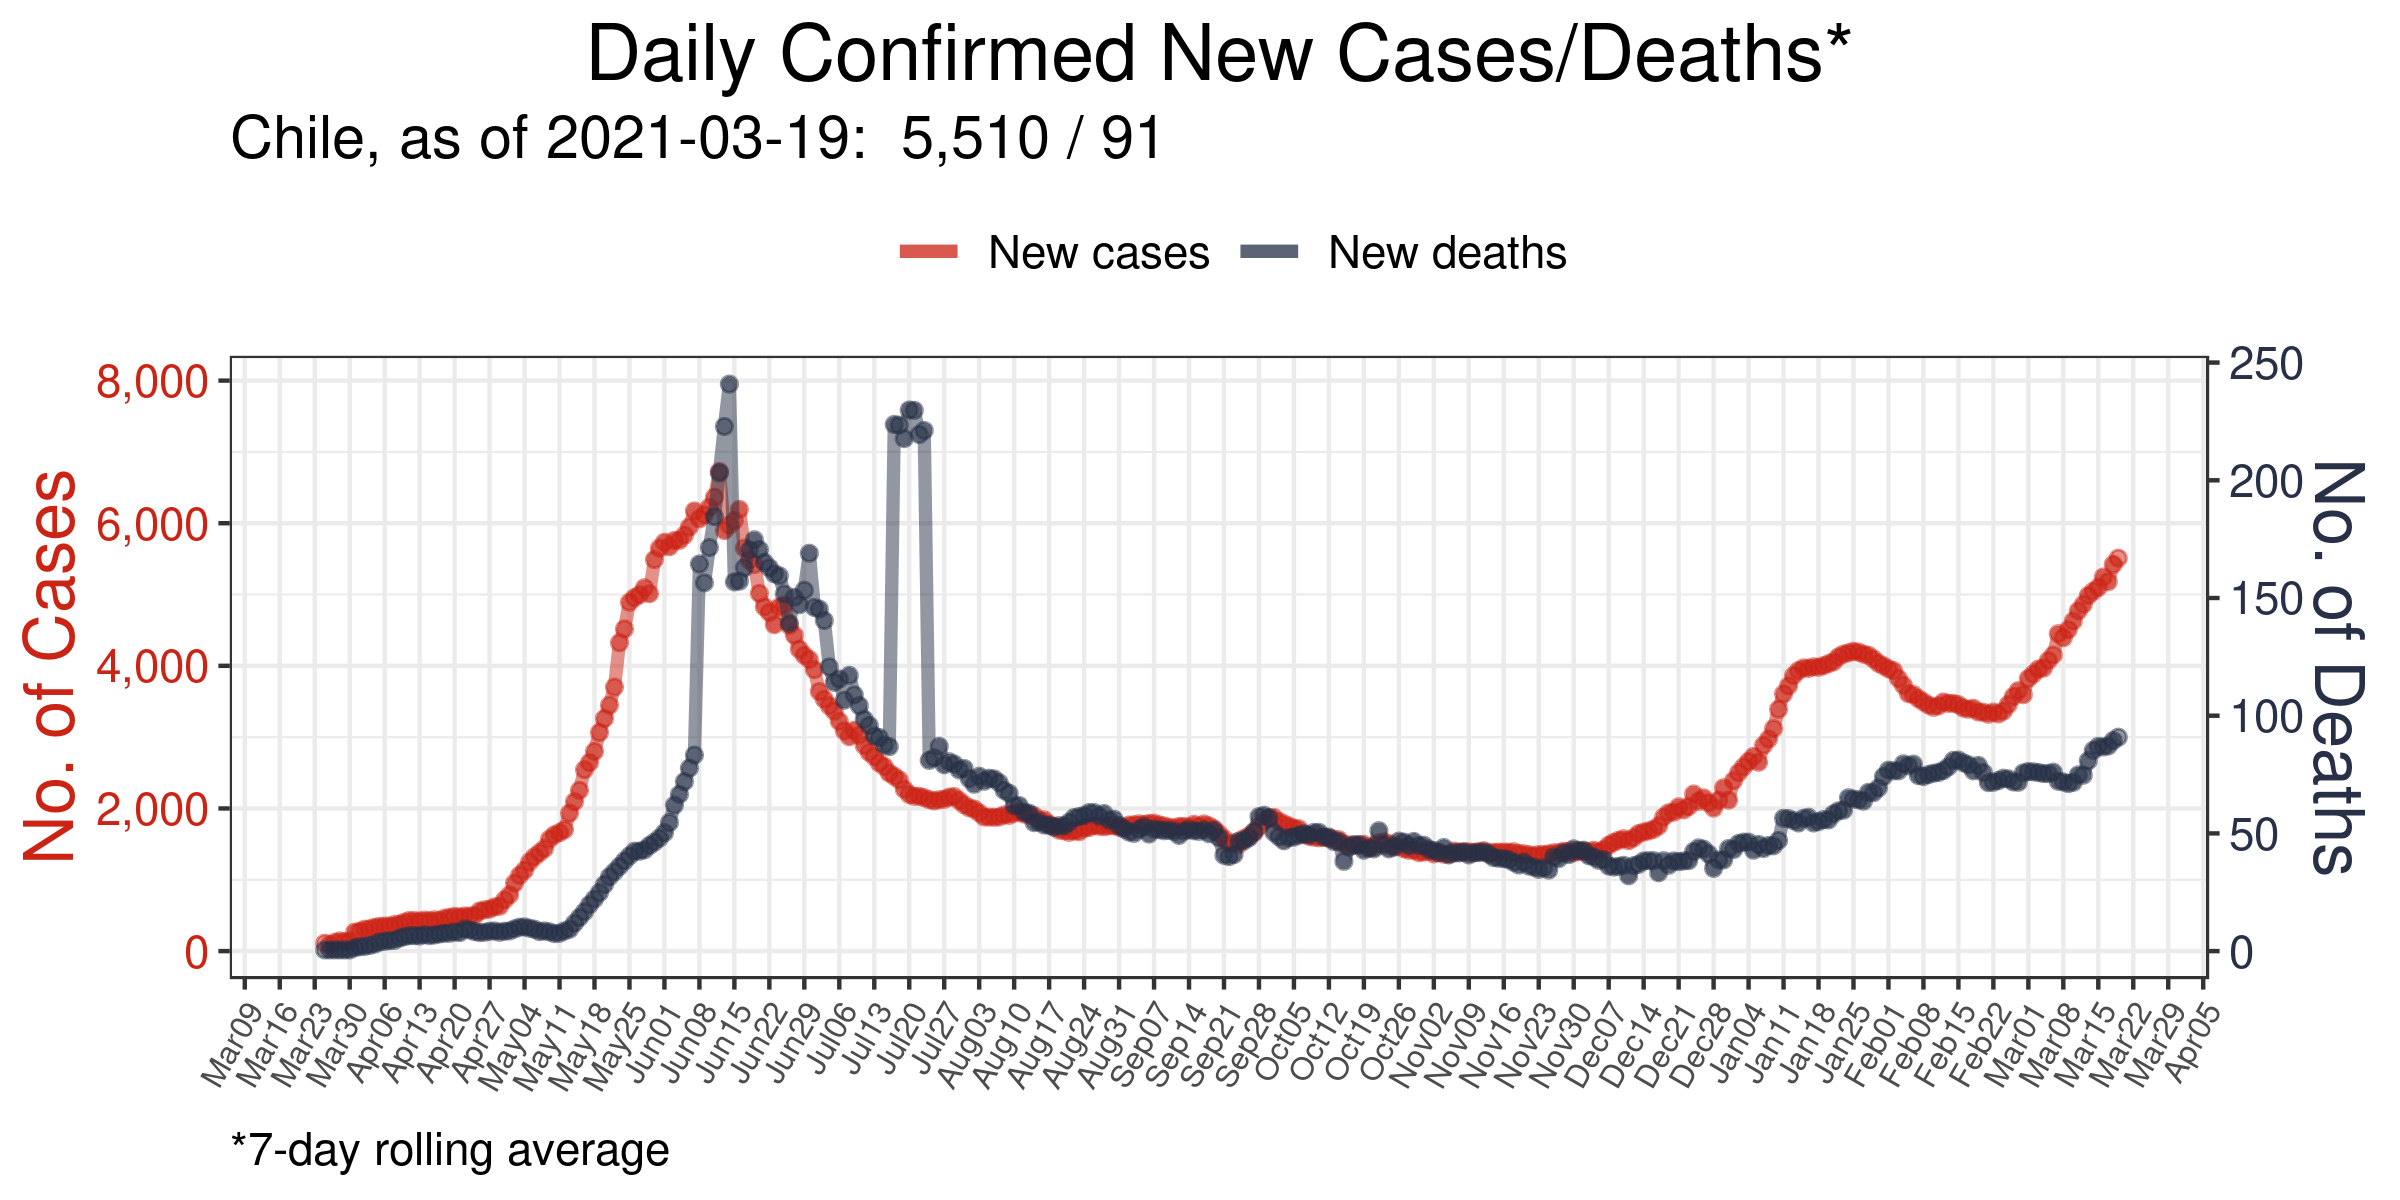 Daily Confirmed New Cases/Deaths*
Chile, as of 2021-03-19:  5,510 / 91
New cases
New deaths
No. of Cases
8,000
6,000
4,000
2,000
0
250
200
150
100
50
0
No. of Deaths
Mar09
Mar16
Mar23
Mar30
Apr06
Apr13
Apr20
Apr27
May04
May11
May18
May25
Jun01
Jun08
Jun15
Jun22
Jun29
Jul06
Jul13
Jul20
Jul27
Aug03
Aug10
Aug17
Aug24
Aug31
Sep07
Sep14
Sep21
Sep28
Oct05
Oct12
Oct19
Oct26
Nov02
Nov09
Nov16
Nov23
Nov30
Dec07
Dec14
Dec21
Dec28
Jan04
Jan11
Jan18
Jan25
Feb01
Feb08
Feb15
Feb22
Mar01
Mar08
Mar15
Mar22
Mar29
Apr05
*7-day rolling average